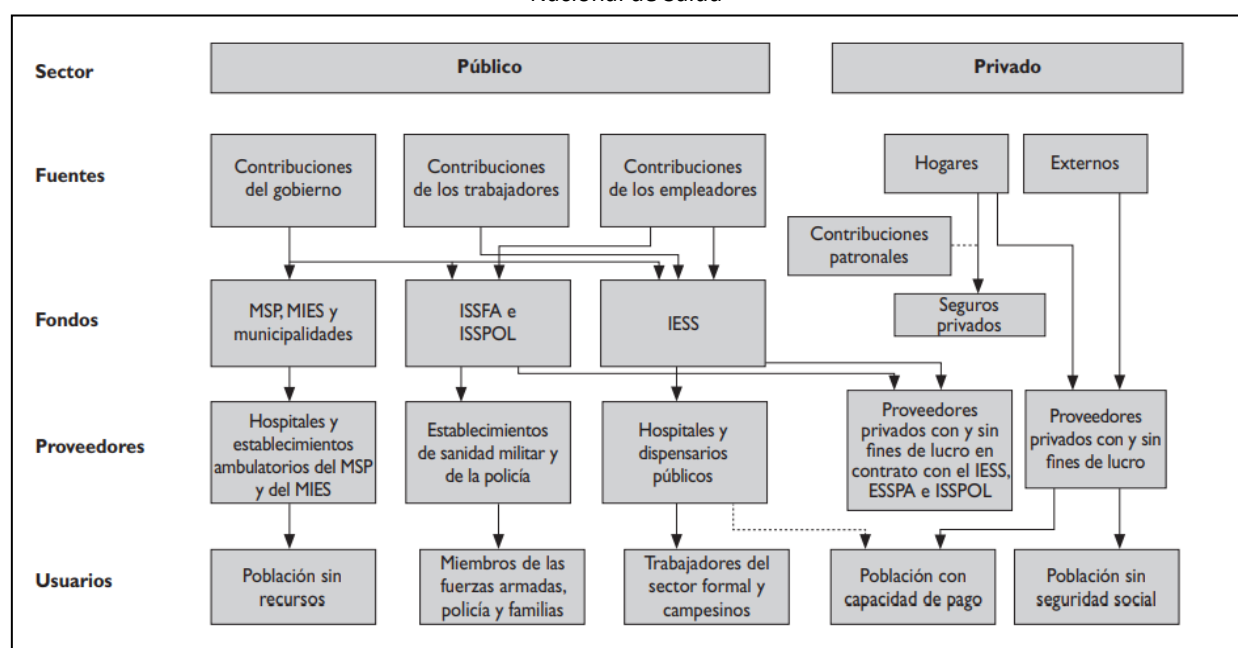 Nacional de Salud
Sector
Público
Privado
Fuentes
Contribuciones
del gobierno
Contribuciones
de los trabajadores
Contribuciones
de los empleadores
Hogares
Externos
Contribuciones
patronales
Fondos
MSP, MIES y
municipalidades
ISSFA e
ISSPOL
IESS
Seguros
privados
Proveedores
Hospitales y
establecimientos
ambulatorios del MSP
y del MIES
Establecimientos
de sanidad militar y
de la policía
Hospitales y
dispensarios
públicos
Proveedores
privados con y sin
fines de lucro en
contrato con el IESS,
ESSPA e ISSPOL
Proveedores
privados con y sin
fines de lucro
Usuarios
Población sin
recursos
Miembros de las
fuerzas armadas,
policía y familias
Trabajadores del
sector formal y
campesinos
Población con
capacidad de pago
Población sin
seguridad social